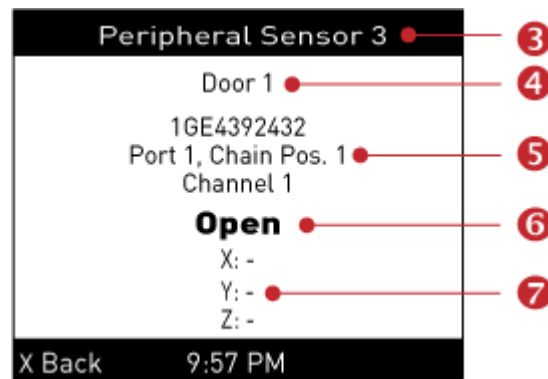 Peripheral Sensor 3 3
Door 1 4
1GE4392432
Port 1, Chain Pos. 1 5
Channel 1
Open 6
X: -
Y: - 7
Z: -
X Back 9:57 PM